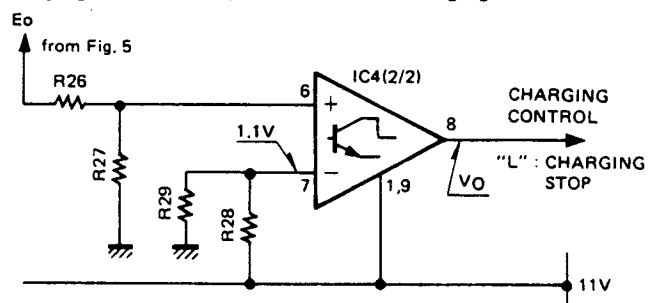 Eo
from Fig. 5
R26
IC4(2/2)
6
+
CHARGING
CONTROL
8
1.1V
R27
7
−
1,9
"L" : CHARGING
STOP
VO
R29
R28
11V